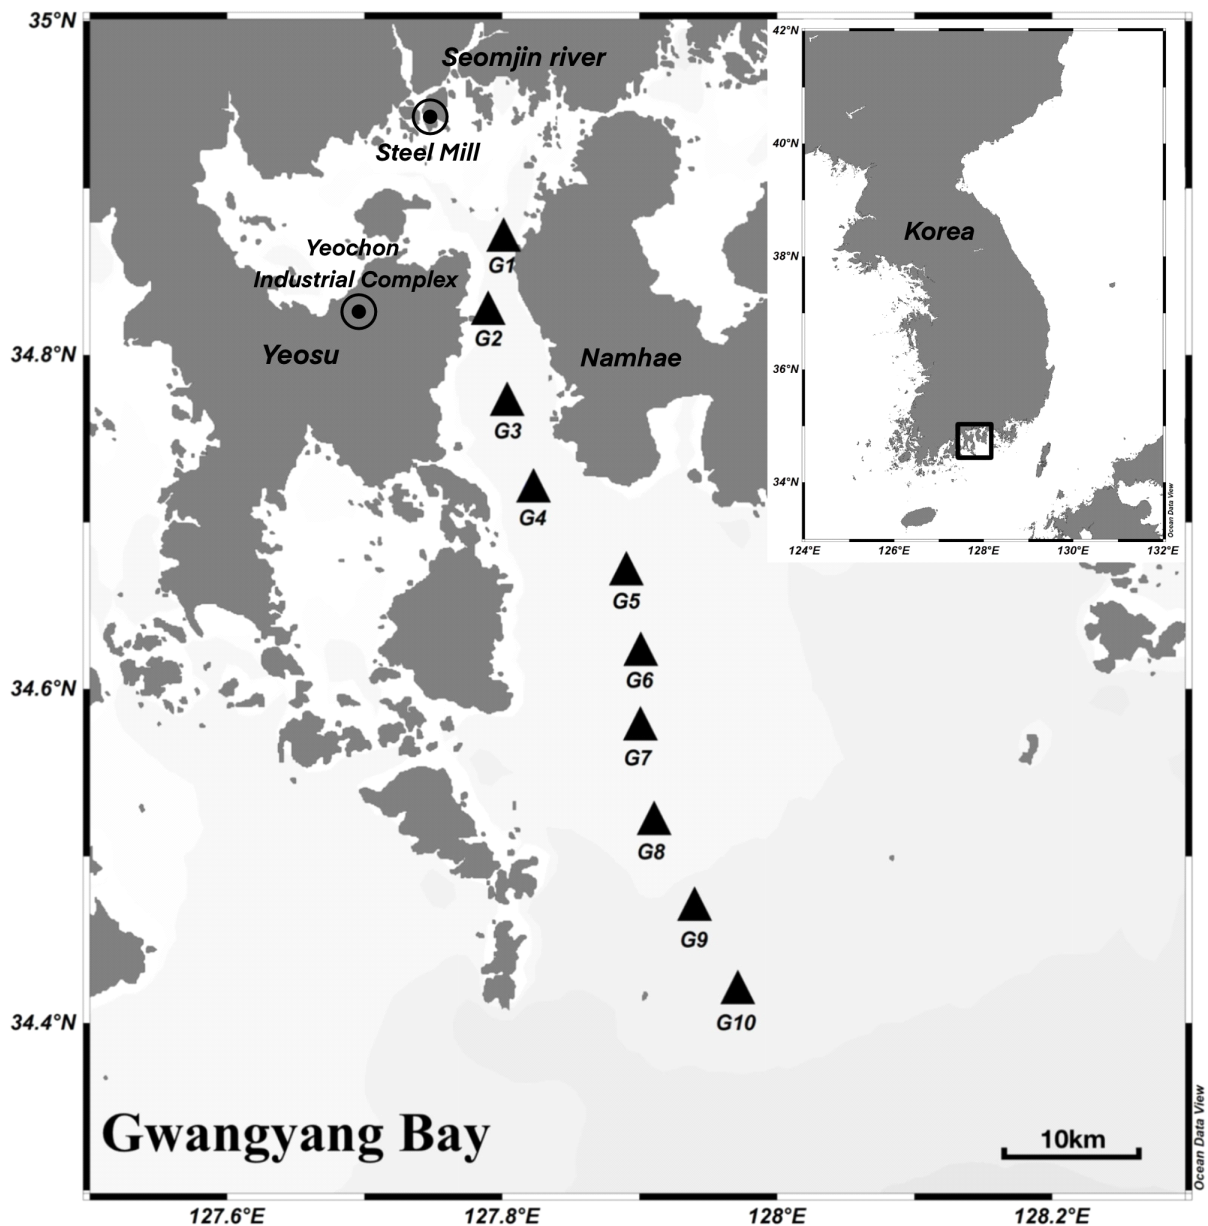 35°N
Seomjin river
Steel Mill
Yeochon
Industrial Complex
Yeosu
Namhae
G1
G2
G3
G4
G5
G6
G7
G8
G9
G10
34.8°N
34.6°N
34.4°N
127.6°E
127.8°E
128°E
128.2°E
Gwangyang Bay
10km
Ocean Data View
42°N
40°N
38°N
36°N
34°N
Korea
124°E
126°E
128°E
130°E
132°E
Ocean Data View